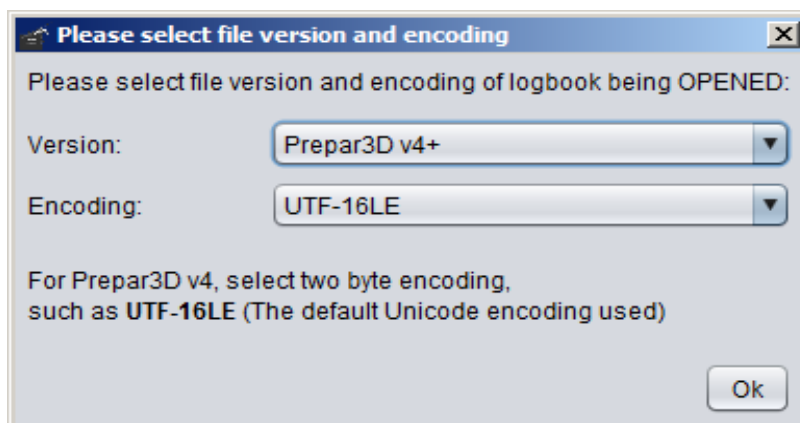 Please select file version and encoding
Please select file version and encoding of logbook being OPENED:
Version: Prepar3D v4+
Encoding: UTF-16LE
For Prepar3D v4, select two byte encoding,
such as UTF-16LE (The default Unicode encoding used)
Ok